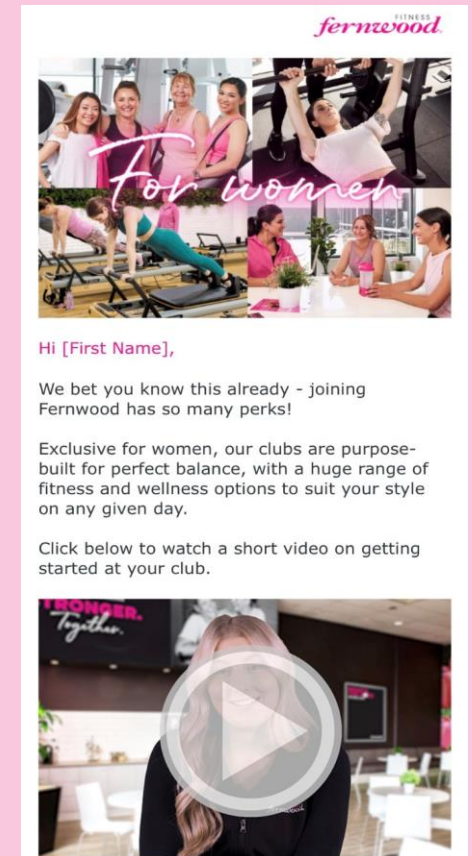 FITNESS
fernwood
For women
Hi [First Name],
We bet you know this already - joining
Fernwood has so many perks!
Exclusive for women, our clubs are purpose-
built for perfect balance, with a huge range of
fitness and wellness options to suit your style
on any given day.
Click below to watch a short video on getting
started at your club.
TRONGER.
Together.
fernwood